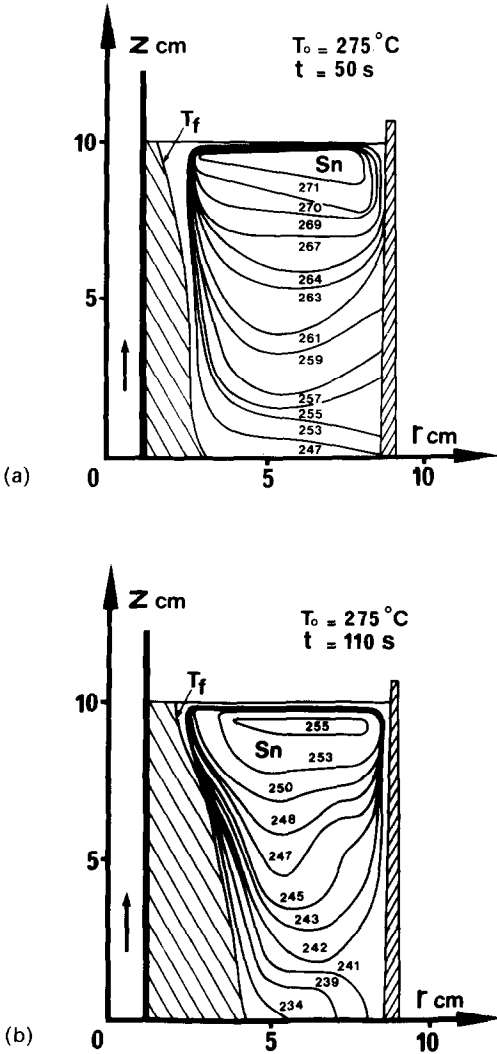 Z cm
T₀ = 275°C
t = 50 s
T_f
10
Sn
271
270
269
267
264
263
5
261
259
257
255
253
247
r cm
0
5
10
(a)
Z cm
T₀ = 275°C
t = 110 s
T_f
10
255
Sn
253
250
248
247
5
245
243
242
241
239
234
r cm
0
5
10
(b)